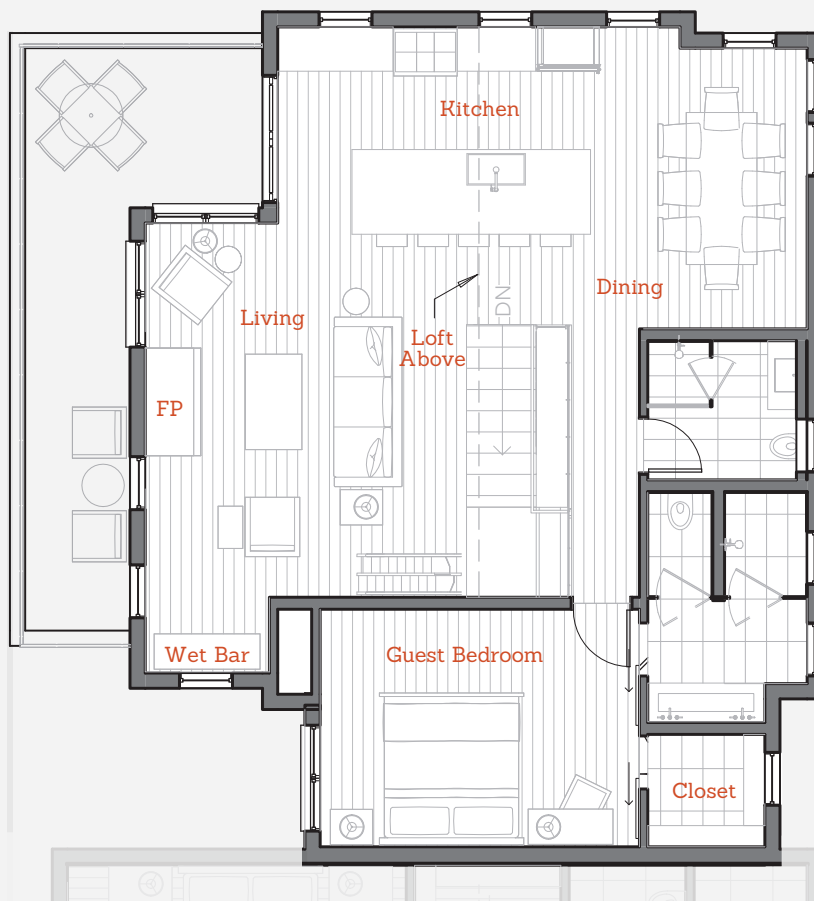 Kitchen
Dining
DN
Living
Loft
Above
FP
Wet Bar
Guest Bedroom
Closet